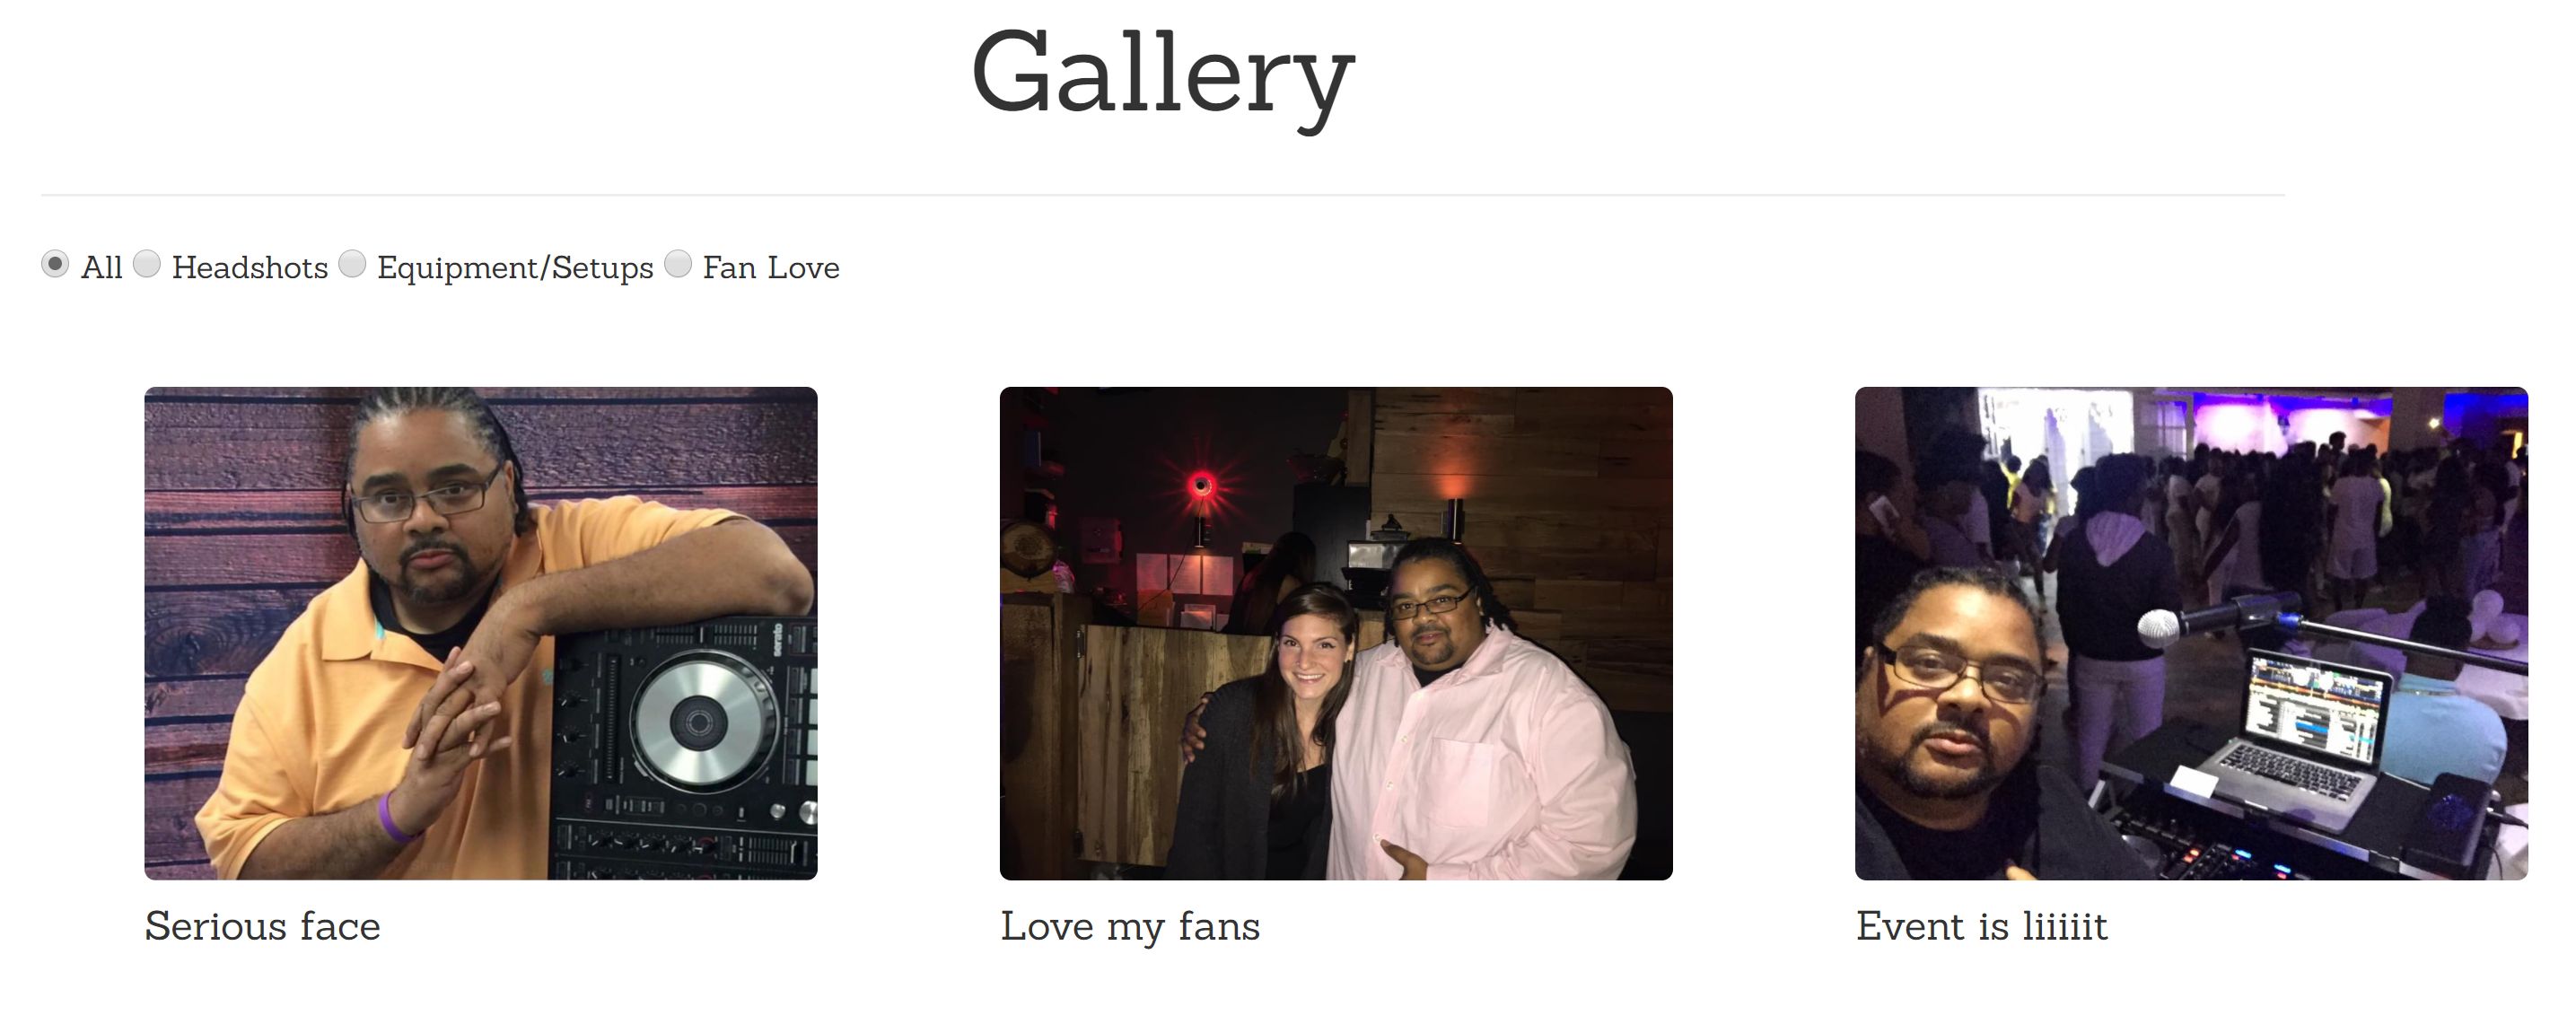 Gallery
All Headshots Equipment/Setups Fan Love
serato
Serious face
Love my fans
Event is liiiiit